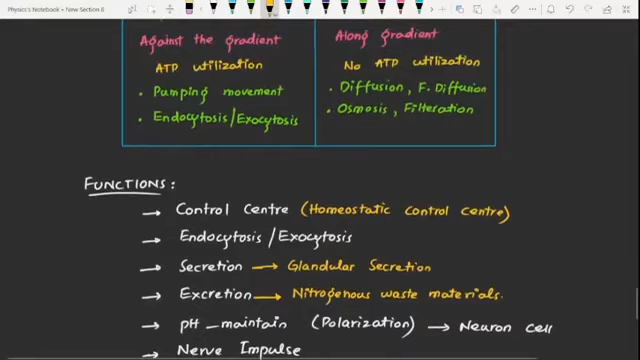 Physics's Notebook » New Section 6
Against the gradient
ATP utilization
• Pumping movement
• Endocytosis/Exocytosis
Along gradient
No ATP utilization
• Diffusion, F. Diffusion
• Osmosis, Filteration
FUNCTIONS:
→ Control Centre (Homeostatic control centre)
→ Endocytosis/Exocytosis
→ Secretion → Glandular Secretion
→ Excretion → Nitrogenous waste materials.
→ pH - maintain (Polarization) → Neuron cell
→ Nerve Impulse